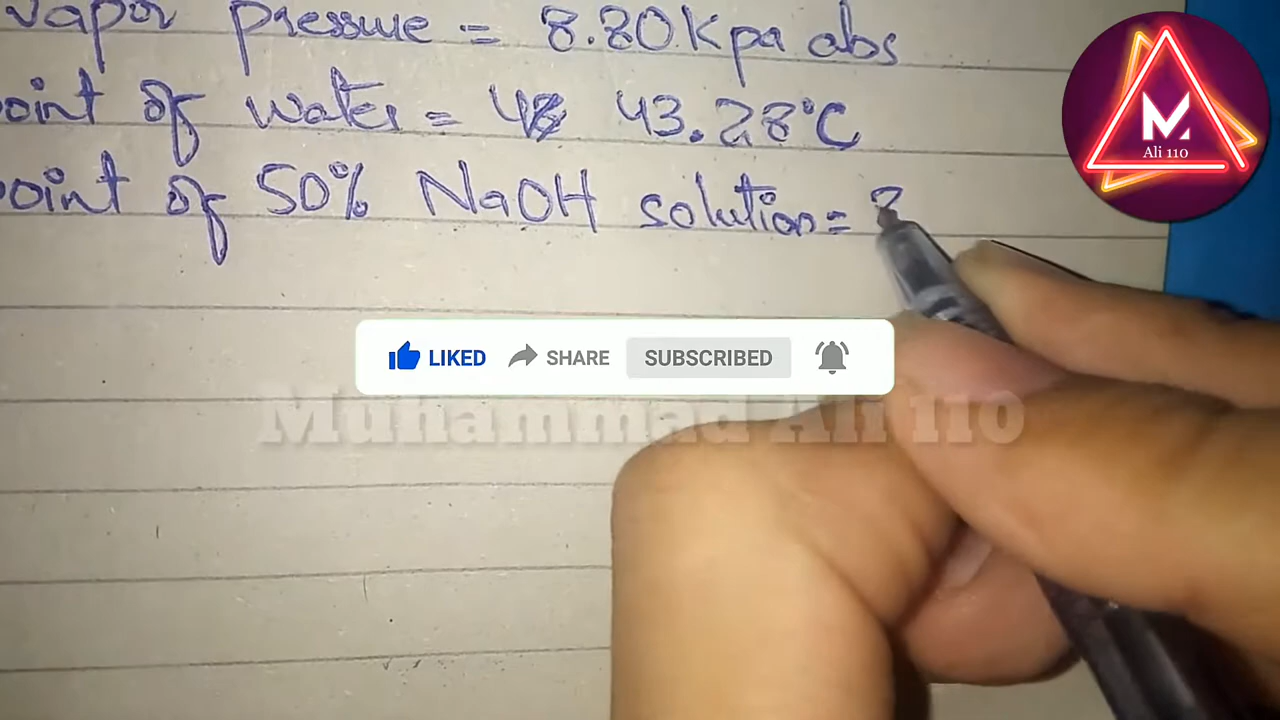 vapor pressure = 8.80 Kpa abs
oint of water = 43.28°C
point of 50% NaOH solution = ?
M
Ali 110
LIKED SHARE SUBSCRIBED
Muhammad Ali 110